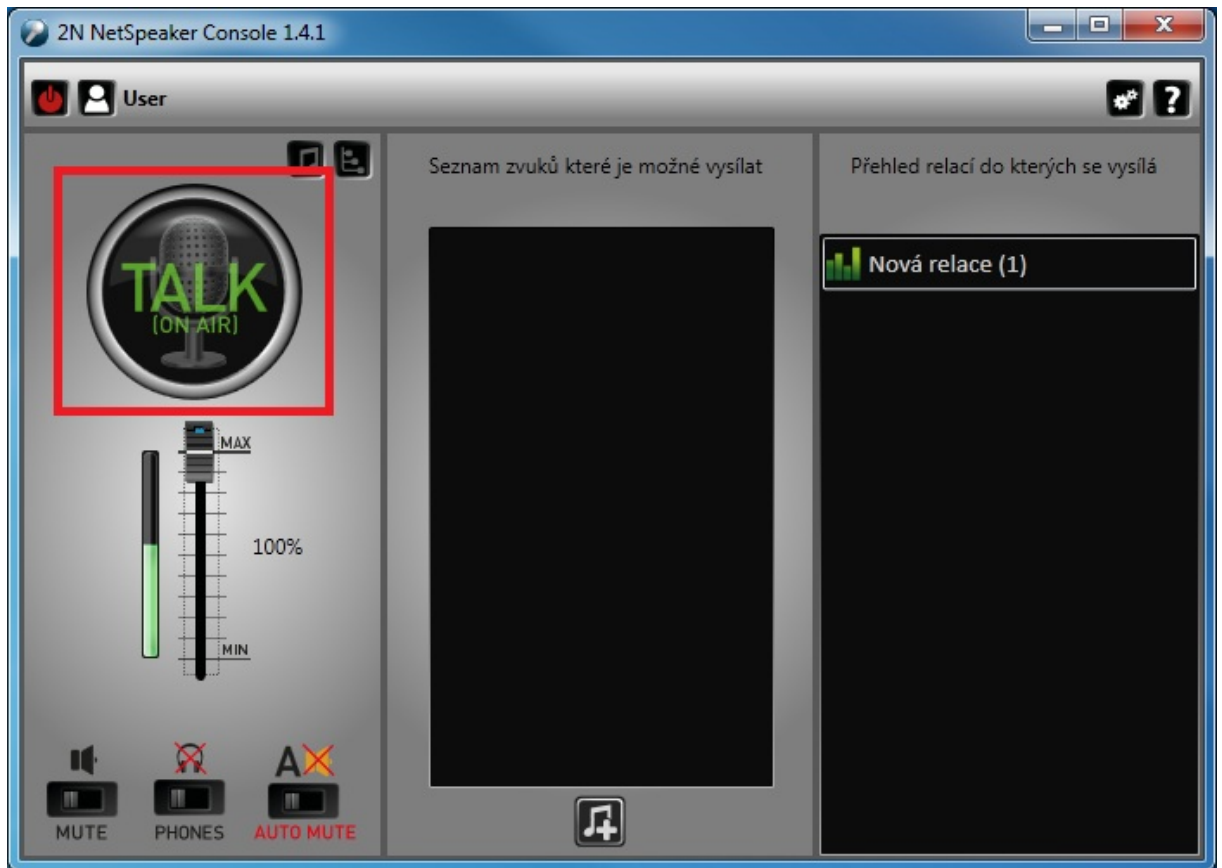 2N NetSpeaker Console 1.4.1
User
?
Seznam zvuků které je možné vysílat
Přehled relací do kterých se vysílá
TALK
(ON AIR)
Nová relace (1)
MAX
100%
MIN
A
MUTE
PHONES
AUTO MUTE